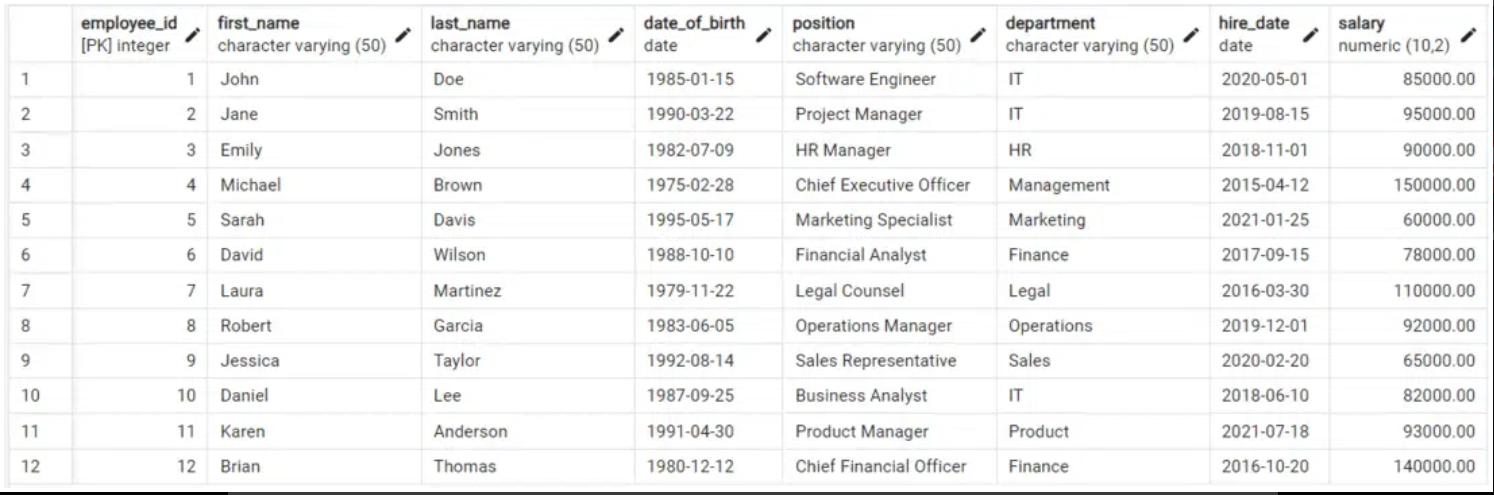 employee_id first_name last_name date_of_birth position department hire_date salary
[PK] integer character varying (50) character varying (50) date character varying (50) character varying (50) date numeric (10,2)
1 1 John Doe 1985-01-15 Software Engineer IT 2020-05-01 85000.00
2 2 Jane Smith 1990-03-22 Project Manager IT 2019-08-15 95000.00
3 3 Emily Jones 1982-07-09 HR Manager HR 2018-11-01 90000.00
4 4 Michael Brown 1975-02-28 Chief Executive Officer Management 2015-04-12 150000.00
5 5 Sarah Davis 1995-05-17 Marketing Specialist Marketing 2021-01-25 60000.00
6 6 David Wilson 1988-10-10 Financial Analyst Finance 2017-09-15 78000.00
7 7 Laura Martinez 1979-11-22 Legal Counsel Legal 2016-03-30 110000.00
8 8 Robert Garcia 1983-06-05 Operations Manager Operations 2019-12-01 92000.00
9 9 Jessica Taylor 1992-08-14 Sales Representative Sales 2020-02-20 65000.00
10 10 Daniel Lee 1987-09-25 Business Analyst IT 2018-06-10 82000.00
11 11 Karen Anderson 1991-04-30 Product Manager Product 2021-07-18 93000.00
12 12 Brian Thomas 1980-12-12 Chief Financial Officer Finance 2016-10-20 140000.00